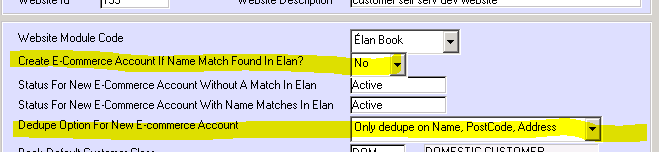 Website Id 133 Website Description customer self serv dev website
Website Module Code Élan Book
Create E-Commerce Account If Name Match Found In Elan? No
Status For New E-Commerce Account Without A Match In Elan Active
Status For New E-Commerce Account With Name Matches In Elan Active
Dedupe Option For New E-commerce Account Only dedupe on Name, PostCode, Address
Book Default Customer Class DOM DOMESTIC CUSTOMER